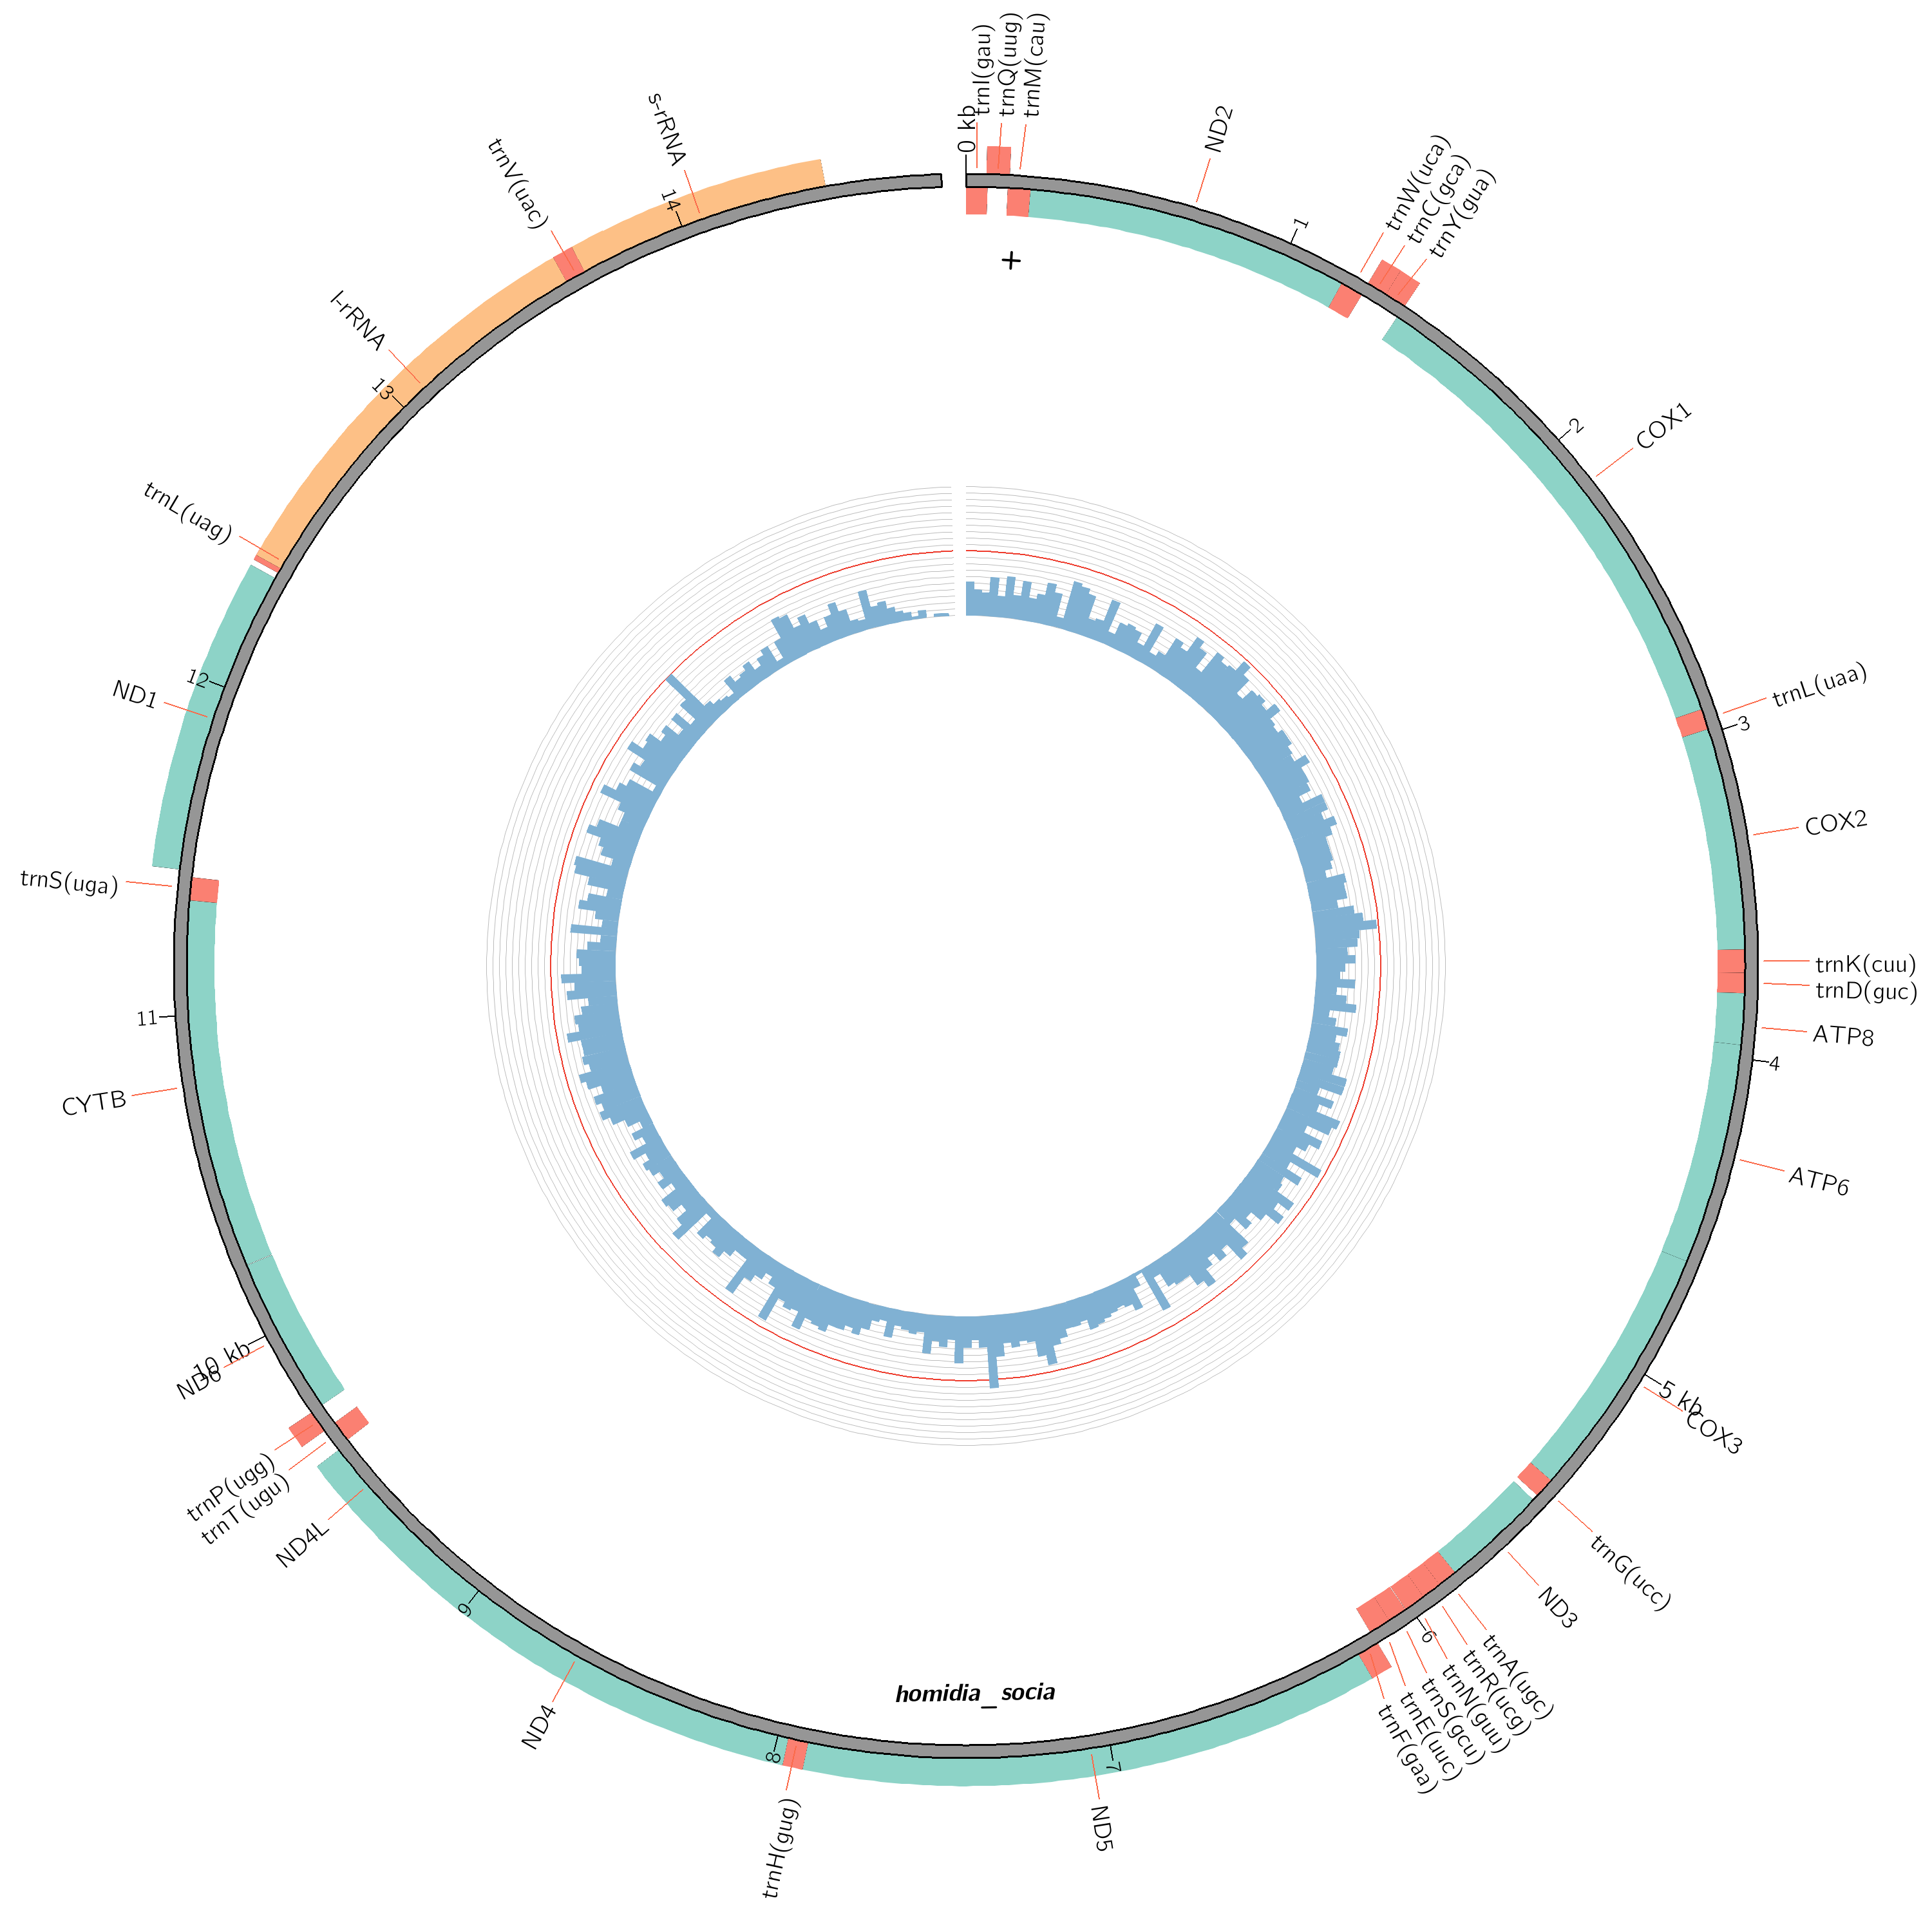 0 kb
trnI(gau)
trnQ(uug)
trnM(cau)
ND2
1
trnW(uca)
trnC(gca)
trnY(gua)
2
COX1
trnL(uaa)
3
COX2
trnK(cuu)
trnD(guc)
ATP8
4
ATP6
5 kb
COX3
trnG(ucc)
ND3
trnA(ugc)
6
trnR(ucg)
trnN(guu)
trnS(gcu)
trnE(uuc)
trnF(gaa)
7
ND5
8
trnH(gug)
ND4
9
ND4L
trnT(ugu)
trnP(ugg)
ND6
10 kb
CYTB
11
trnS(uga)
ND1
12
trnL(uag)
13
l-rRNA
trnV(uac)
14
s-rRNA
+
homidia_socia